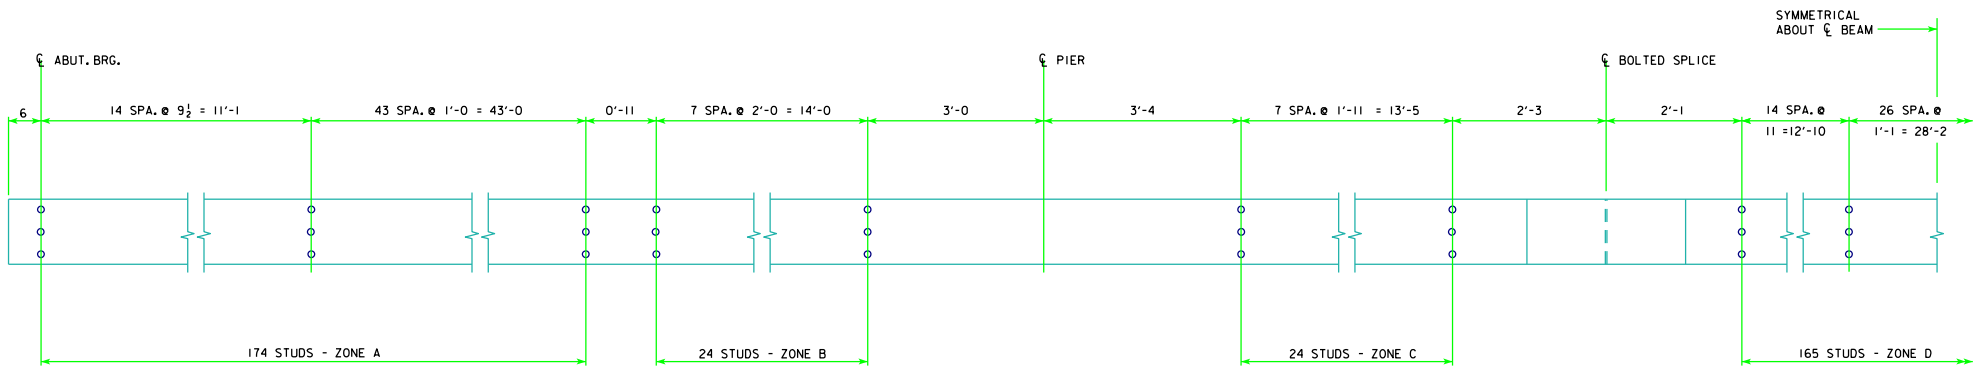 SYMMETRICAL
ABOUT ℄ BEAM
℄ ABUT. BRG.
℄ PIER
℄ BOLTED SPLICE
6
14 SPA. @ 9½ = 11'-1
43 SPA. @ 1'-0 = 43'-0
0'-11
7 SPA. @ 2'-0 = 14'-0
3'-0
3'-4
7 SPA. @ 1'-11 = 13'-5
2'-3
2'-1
14 SPA. @
11 =12'-10
26 SPA. @
1'-1 = 28'-2
174 STUDS - ZONE A
24 STUDS - ZONE B
24 STUDS - ZONE C
165 STUDS - ZONE D